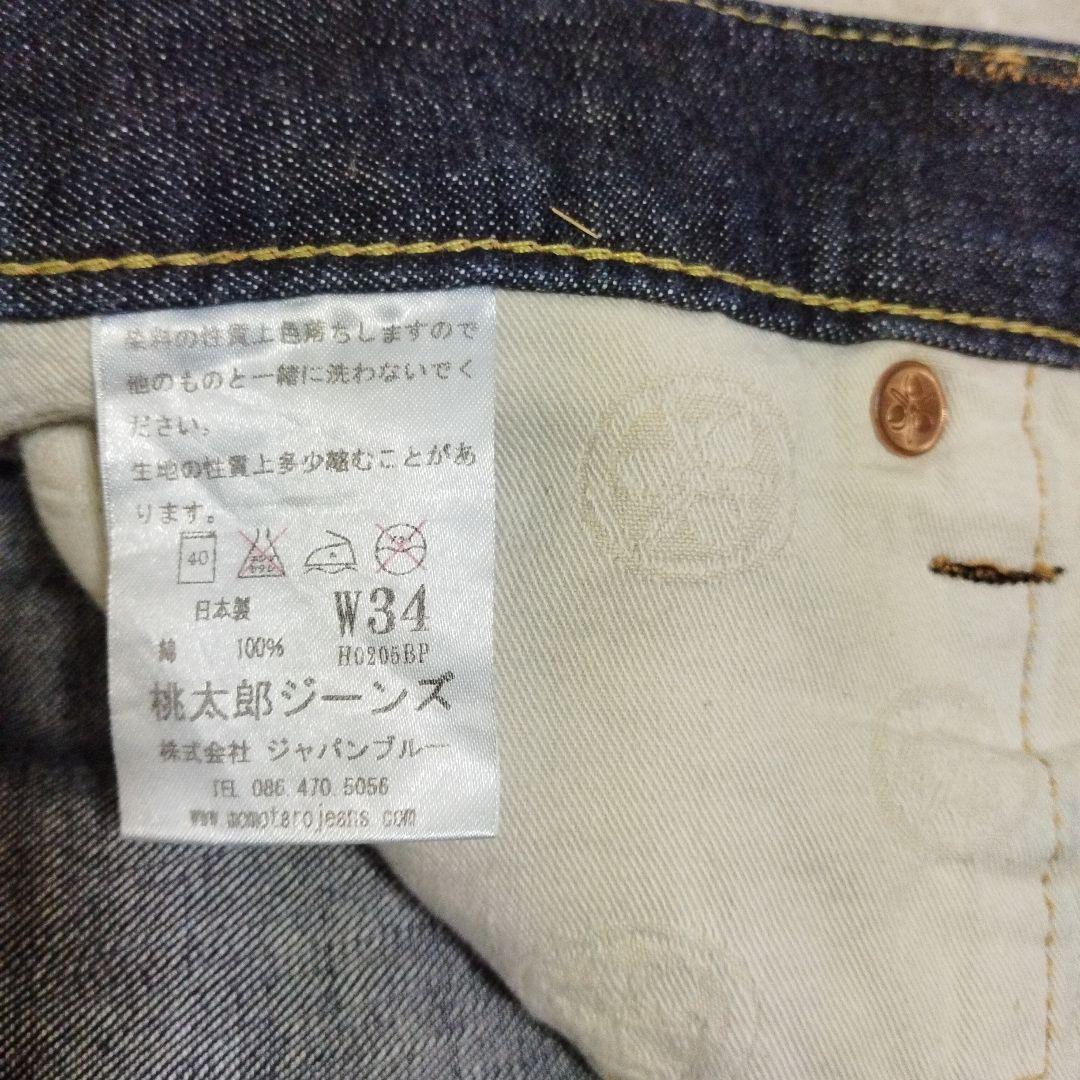 染料の性質上色落ちしますので
他のものと一緒に洗わないでく
ださい。
生地の性質上多少縮むことがあ
ります。
40
日本製 W34
綿 100% H0205BP
桃太郎ジーンズ
株式会社 ジャパンブルー
TEL 086 470 5056
www momotarojeans com